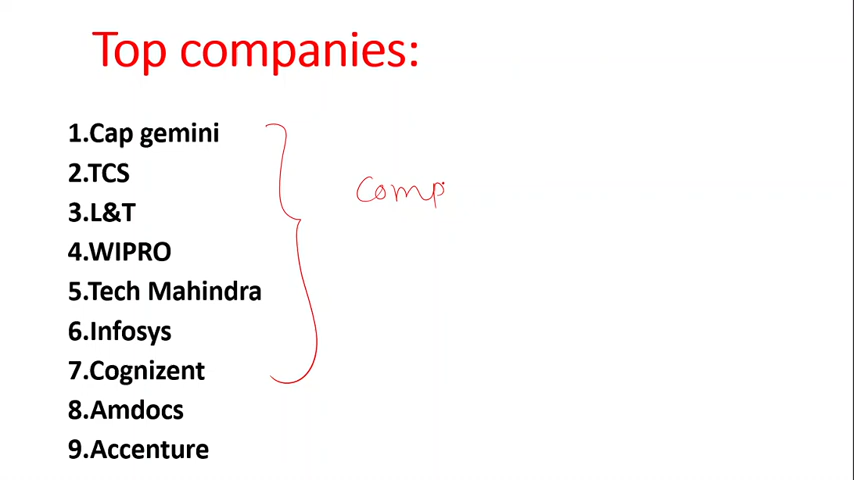 Top companies:
1.Cap gemini
2.TCS
3.L&T
4.WIPRO
5.Tech Mahindra
6.Infosys
7.Cognizent
8.Amdocs
9.Accenture
Comp